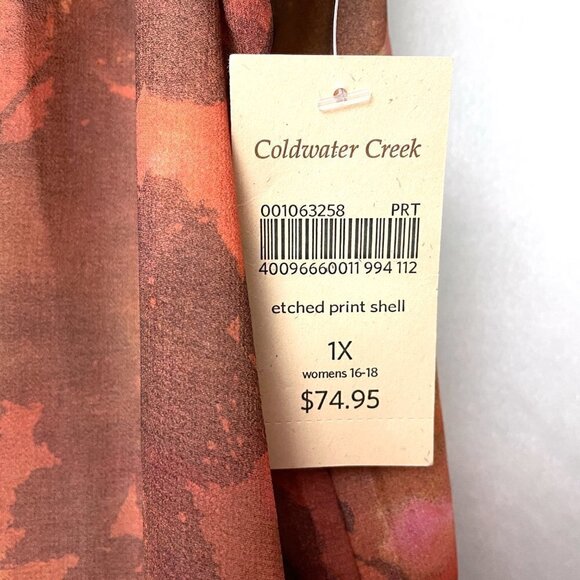 Coldwater Creek
001063258 PRT
40096660011 994 112
etched print shell
1X
womens 16-18
$74.95